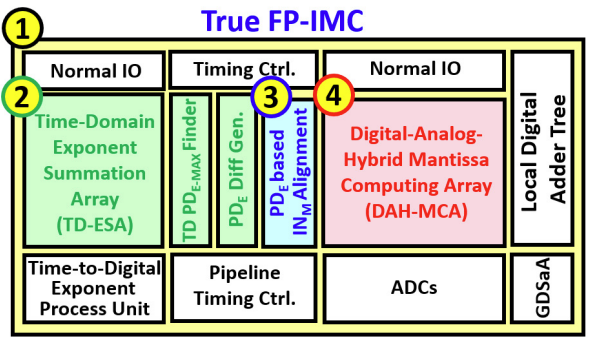 True FP-IMC
1
Normal IO
Timing Ctrl.
Normal IO
2
3
4
Time-Domain
Exponent
Summation
Array
(TD-ESA)
TD PDE-MAX Finder
PDE Diff Gen.
PDE based
INM Alignment
Digital-Analog-
Hybrid Mantissa
Computing Array
(DAH-MCA)
Local Digital
Adder Tree
Time-to-Digital
Exponent
Process Unit
Pipeline
Timing Ctrl.
ADCs
GDSaA